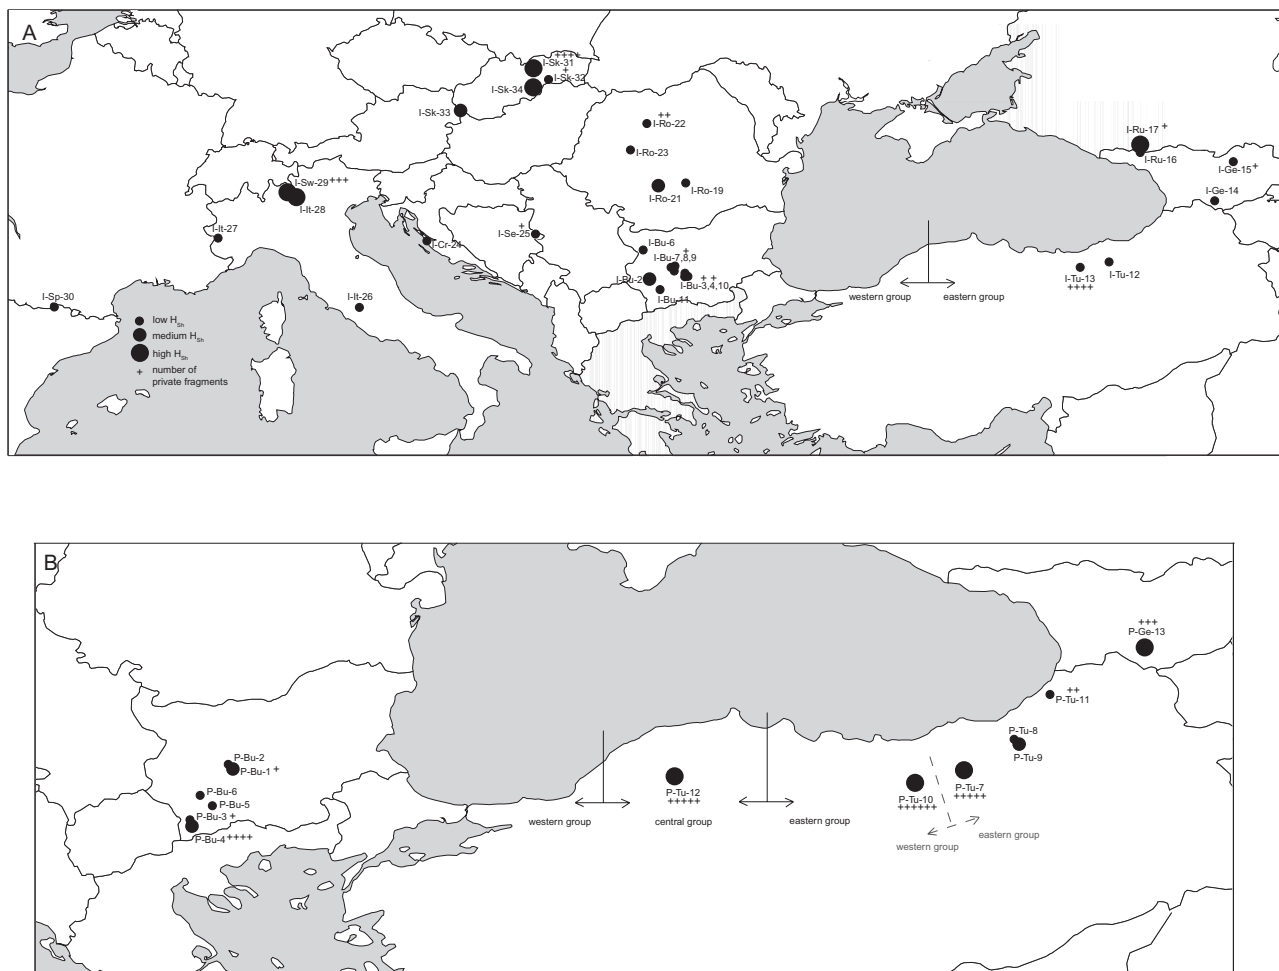 A
++++
I-Sk-31
+
I-Sk-32
I-Sk-34
I-Sk-33
++
I-Ro-22
I-Ro-23
I-Ro-19
I-Ro-21
I-Ru-17 +
I-Ru-16
I-Ge-15 +
I-Ge-14
I-Sw-29 +++
I-It-28
I-It-27
+
I-Se-25
I-Cr-24
I-Bu-6
+
I-Bu-7,8,9
I-Bu-2
+ +
I-Bu-3,4,10
I-Bu-11
I-Tu-12
I-Tu-13
++++
western group
eastern group
I-Sp-30
I-It-26
low HSh
medium HSh
high HSh
+ number of
private fragments
B
+++
P-Ge-13
++
P-Tu-11
P-Tu-8
P-Tu-9
P-Bu-2
P-Bu-1 +
P-Bu-6
P-Bu-5
P-Bu-3 +
P-Bu-4 ++++
P-Tu-12
+++++
P-Tu-7
+++++
P-Tu-10
++++++
western group
central group
eastern group
eastern group
western group